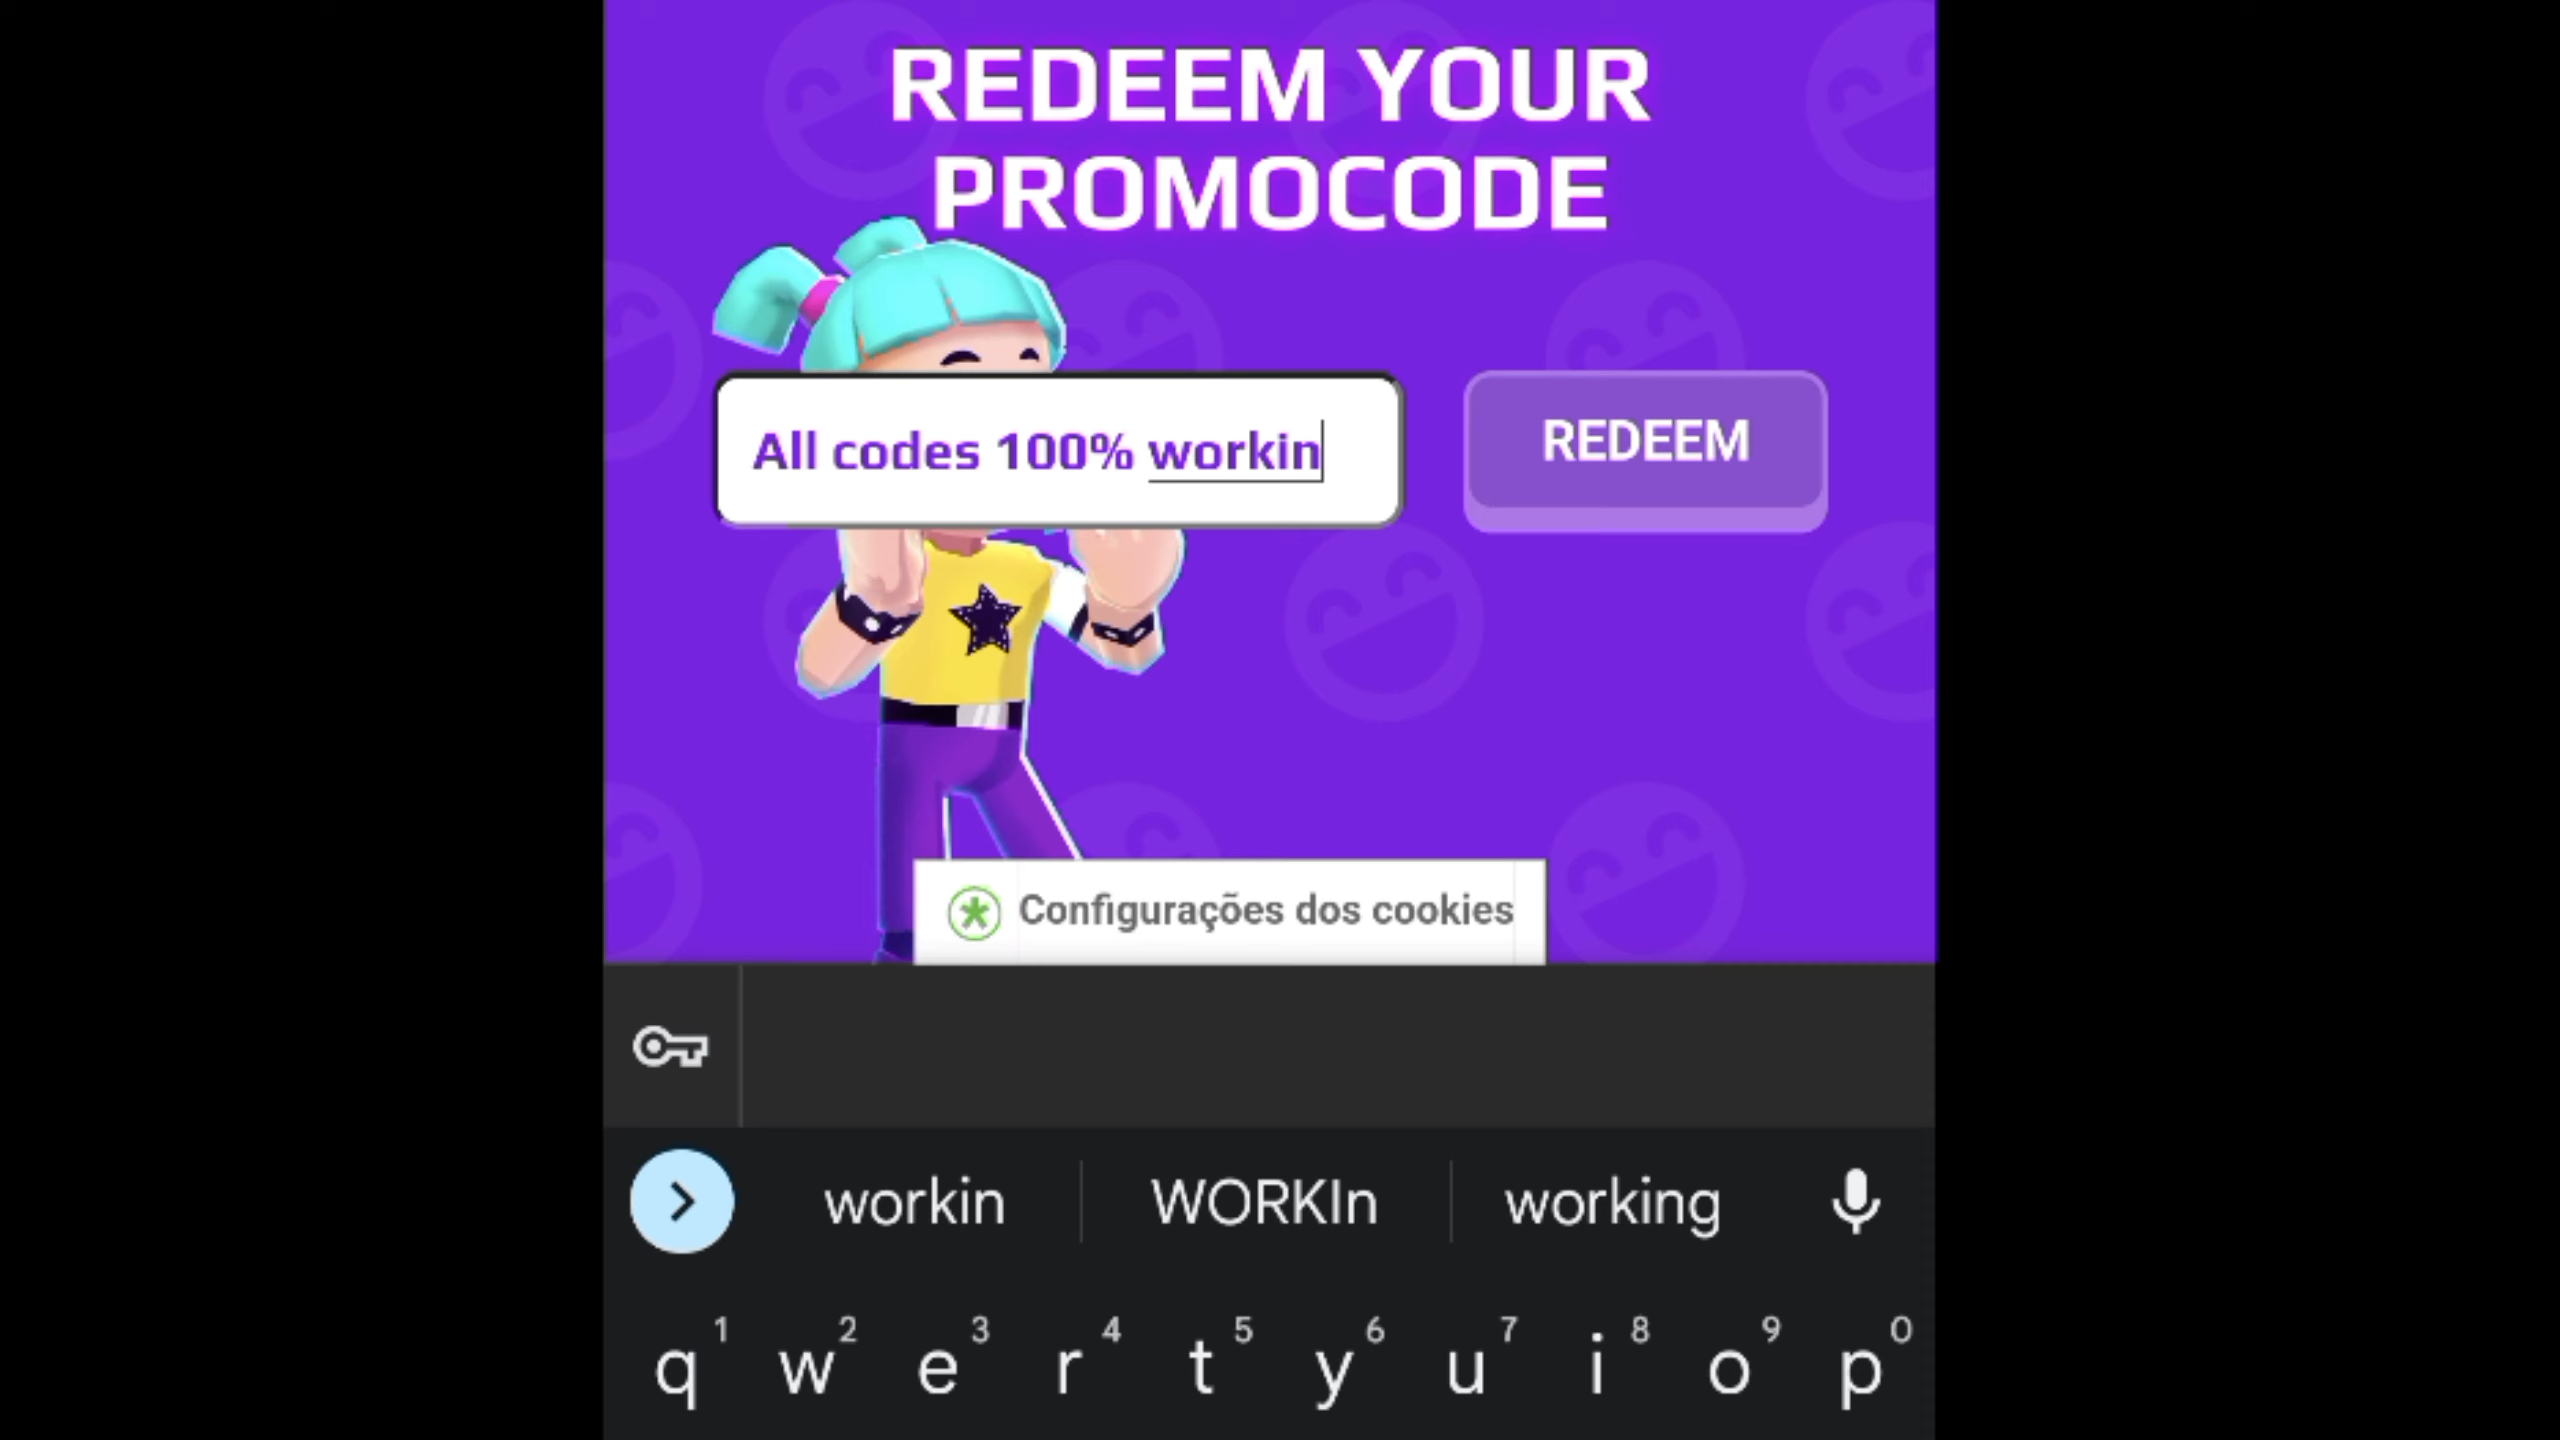 REDEEM YOUR
PROMOCODE
All codes 100% workin
REDEEM
Configurações dos cookies
workin WORKIn working
1 2 3 4 5 6 7 8 9 0
q w e r t y u i o p